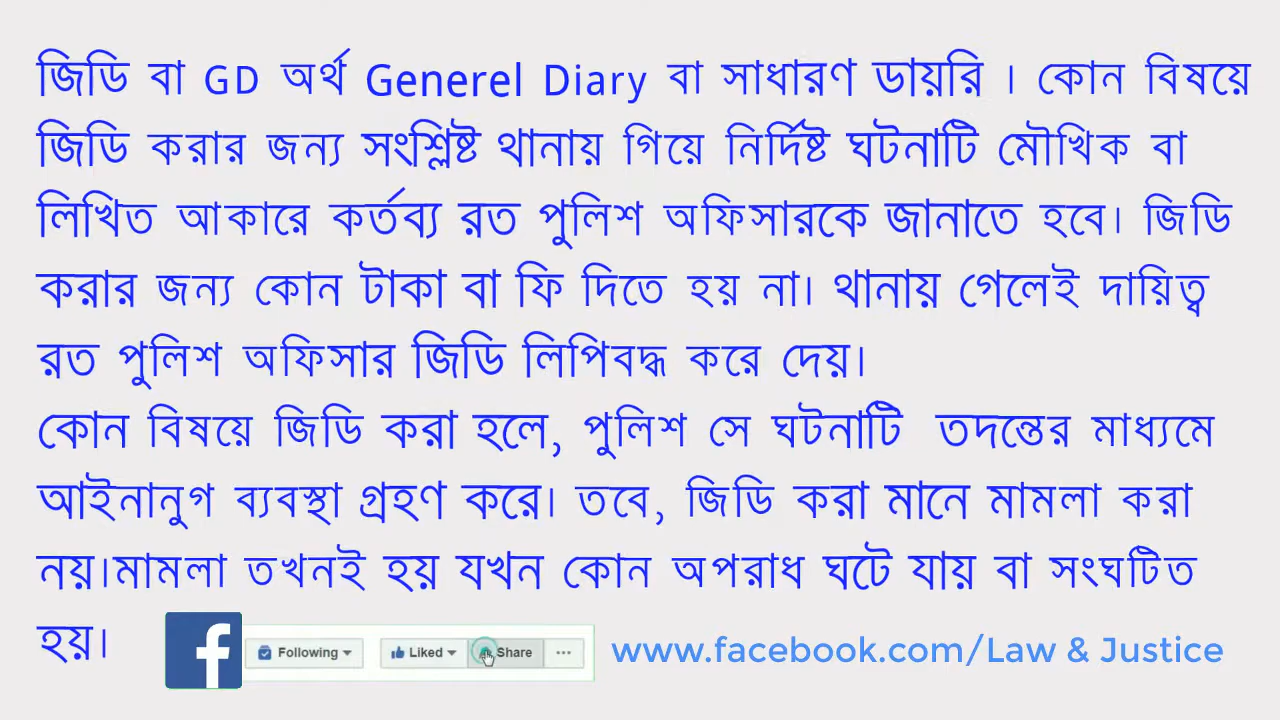 জিডি বা GD অর্থ Generel Diary বা সাধারণ ডায়রি । কোন বিষয়ে
জিডি করার জন্য সংশ্লিষ্ট থানায় গিয়ে নির্দিষ্ট ঘটনাটি মৌখিক বা
লিখিত আকারে কর্তব্য রত পুলিশ অফিসারকে জানাতে হবে। জিডি
করার জন্য কোন টাকা বা ফি দিতে হয় না। থানায় গেলেই দায়িত্ব
রত পুলিশ অফিসার জিডি লিপিবদ্ধ করে দেয়।
কোন বিষয়ে জিডি করা হলে, পুলিশ সে ঘটনাটি তদন্তের মাধ্যমে
আইনানুগ ব্যবস্থা গ্রহণ করে। তবে, জিডি করা মানে মামলা করা
নয়।মামলা তখনই হয় যখন কোন অপরাধ ঘটে যায় বা সংঘটিত
হয়।
f Following Liked Share ... www.facebook.com/Law & Justice